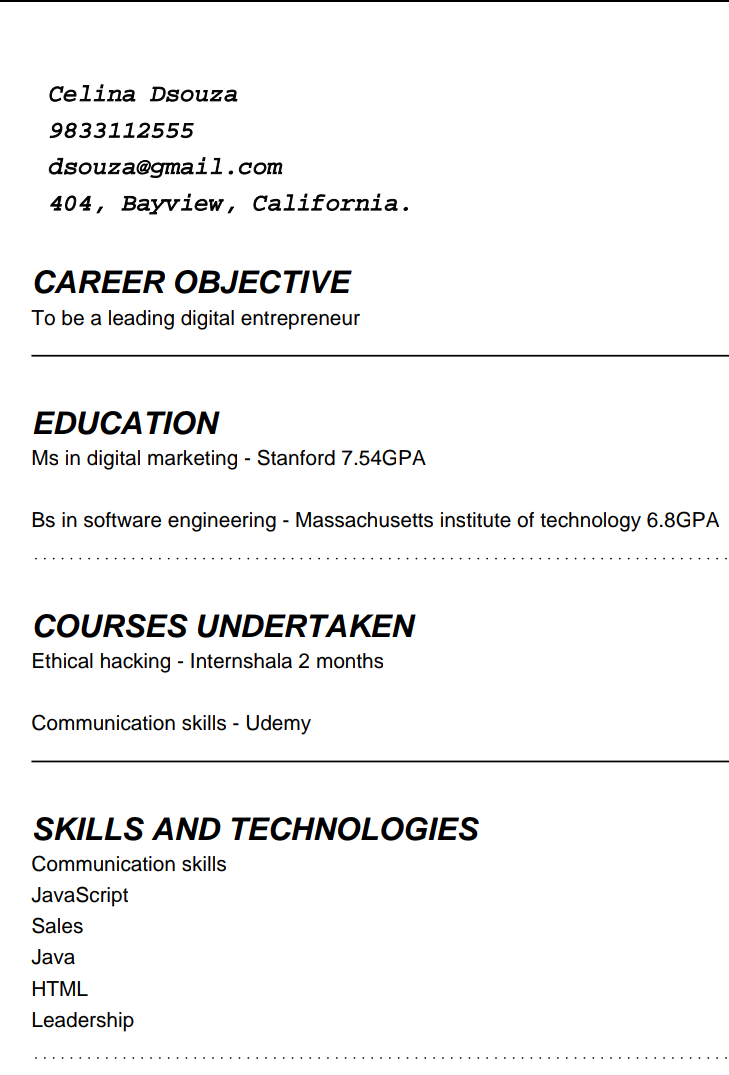 Celina Dsouza
9833112555
dsouza@gmail.com
404, Bayview, California.
CAREER OBJECTIVE
To be a leading digital entrepreneur
EDUCATION
Ms in digital marketing - Stanford 7.54GPA
Bs in software engineering - Massachusetts institute of technology 6.8GPA
COURSES UNDERTAKEN
Ethical hacking - Internshala 2 months
Communication skills - Udemy
SKILLS AND TECHNOLOGIES
Communication skills
JavaScript
Sales
Java
HTML
Leadership